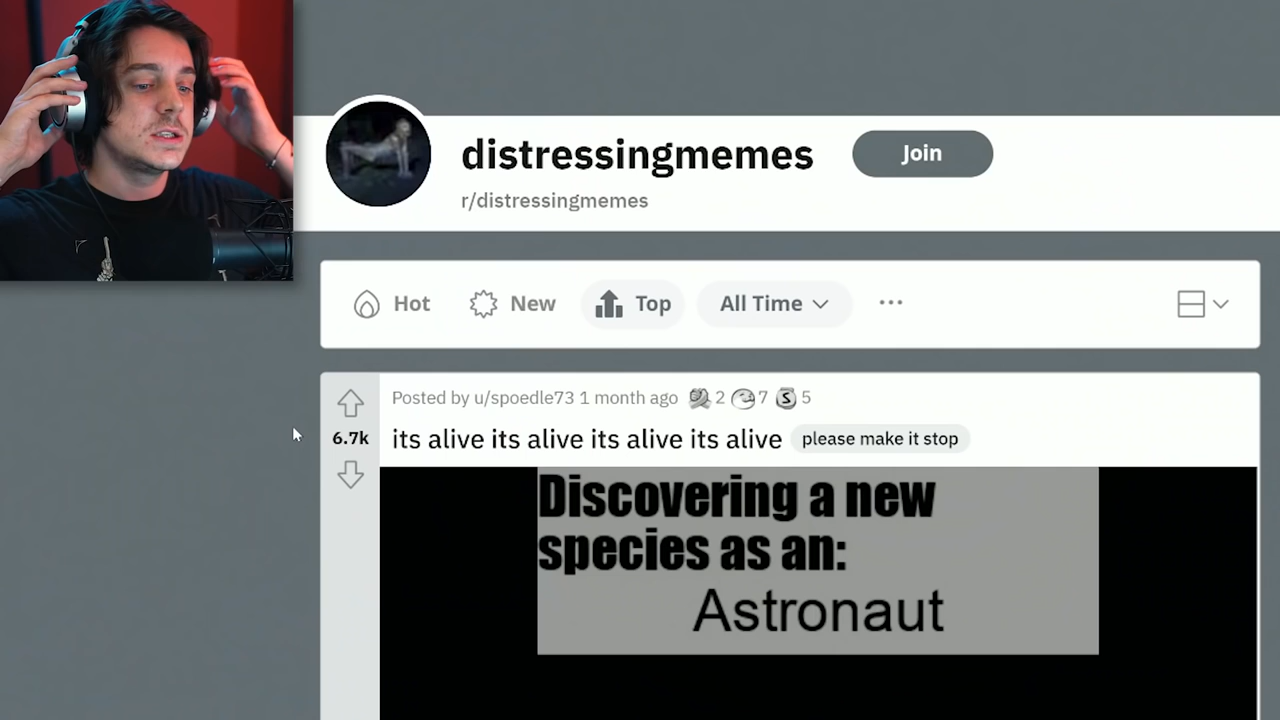 distressingmemes
Join
r/distressingmemes
Hot
New
Top
All Time
Posted by u/spoedle73 1 month ago 2 7 5
6.7k
its alive its alive its alive its alive please make it stop
Discovering a new
species as an:
Astronaut